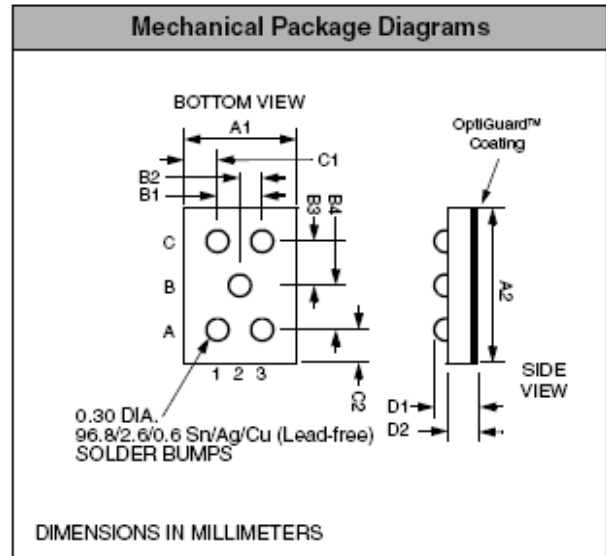 Mechanical Package Diagrams
BOTTOM VIEW
A1
OptiGuard™
Coating
C1
B2
B1
B3
B4
C
B
A
A2
1 2 3
C2
SIDE
VIEW
D1
D2
0.30 DIA.
96.8/2.6/0.6 Sn/Ag/Cu (Lead-free)
SOLDER BUMPS
DIMENSIONS IN MILLIMETERS